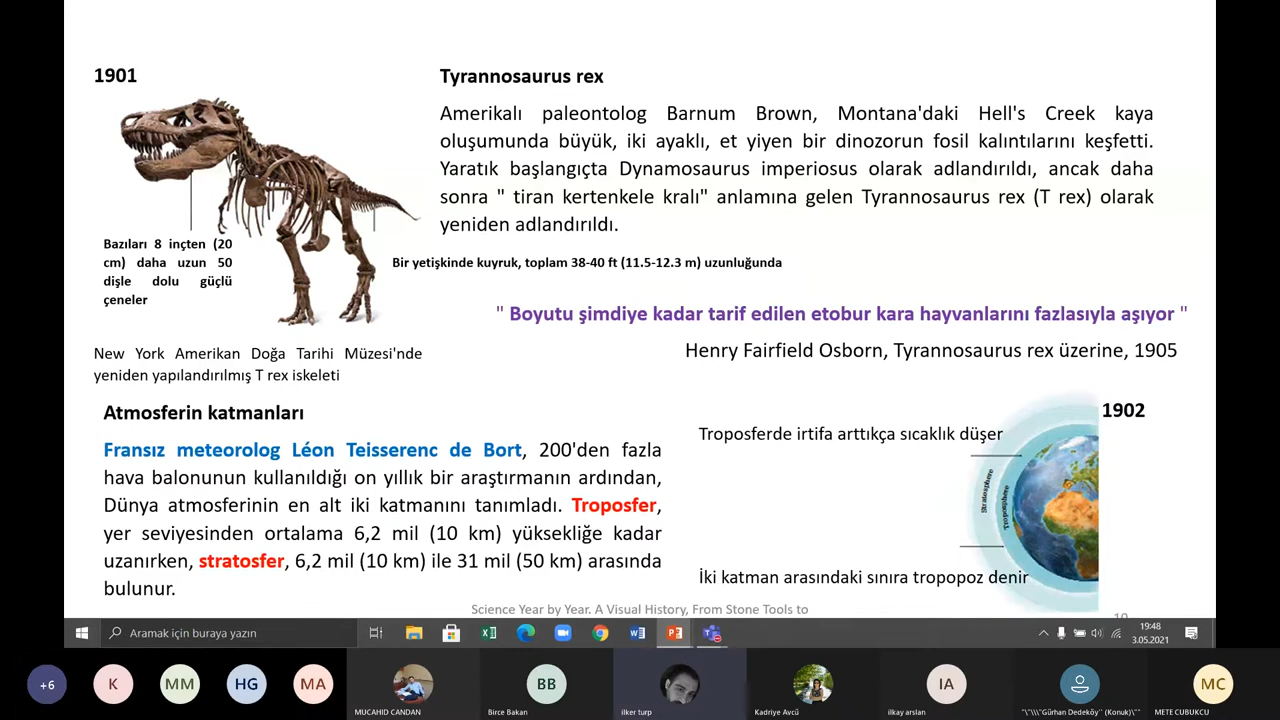 1901
Tyrannosaurus rex
Amerikalı paleontolog Barnum Brown, Montana'daki Hell's Creek kaya
oluşumunda büyük, iki ayaklı, et yiyen bir dinozorun fosil kalıntılarını keşfetti.
Yaratık başlangıçta Dynamosaurus imperiosus olarak adlandırıldı, ancak daha
sonra " tiran kertenkele kralı" anlamına gelen Tyrannosaurus rex (T rex) olarak
yeniden adlandırıldı.
Bazıları 8 inçten (20
cm) daha uzun 50
dişle dolu güçlü
çeneler
Bir yetişkinde kuyruk, toplam 38-40 ft (11.5-12.3 m) uzunluğunda
" Boyutu şimdiye kadar tarif edilen etobur kara hayvanlarını fazlasıyla aşıyor "
Henry Fairfield Osborn, Tyrannosaurus rex üzerine, 1905
New York Amerikan Doğa Tarihi Müzesi'nde
yeniden yapılandırılmış T rex iskeleti
Atmosferin katmanları
Fransız meteorolog Léon Teisserenc de Bort, 200'den fazla
hava balonunun kullanıldığı on yıllık bir araştırmanın ardından,
Dünya atmosferinin en alt iki katmanını tanımladı. Troposfer,
yer seviyesinden ortalama 6,2 mil (10 km) yüksekliğe kadar
uzanırken, stratosfer, 6,2 mil (10 km) ile 31 mil (50 km) arasında
bulunur.
1902
Troposferde irtifa arttıkça sıcaklık düşer
Stratosphere
Troposphere
İki katman arasındaki sınıra tropopoz denir
Science Year by Year. A Visual History, From Stone Tools to
Aramak için buraya yazın
19:48
3.05.2021
+6
K
MM
HG
MA
MUCAHID CANDAN
BB
Birce Bakan
ilker turp
Kadriye Avcü
IA
ilkay arslan
"\"\\\"Gürhan Dedeköy" (Konuk)\""
MC
METE CUBUKCU